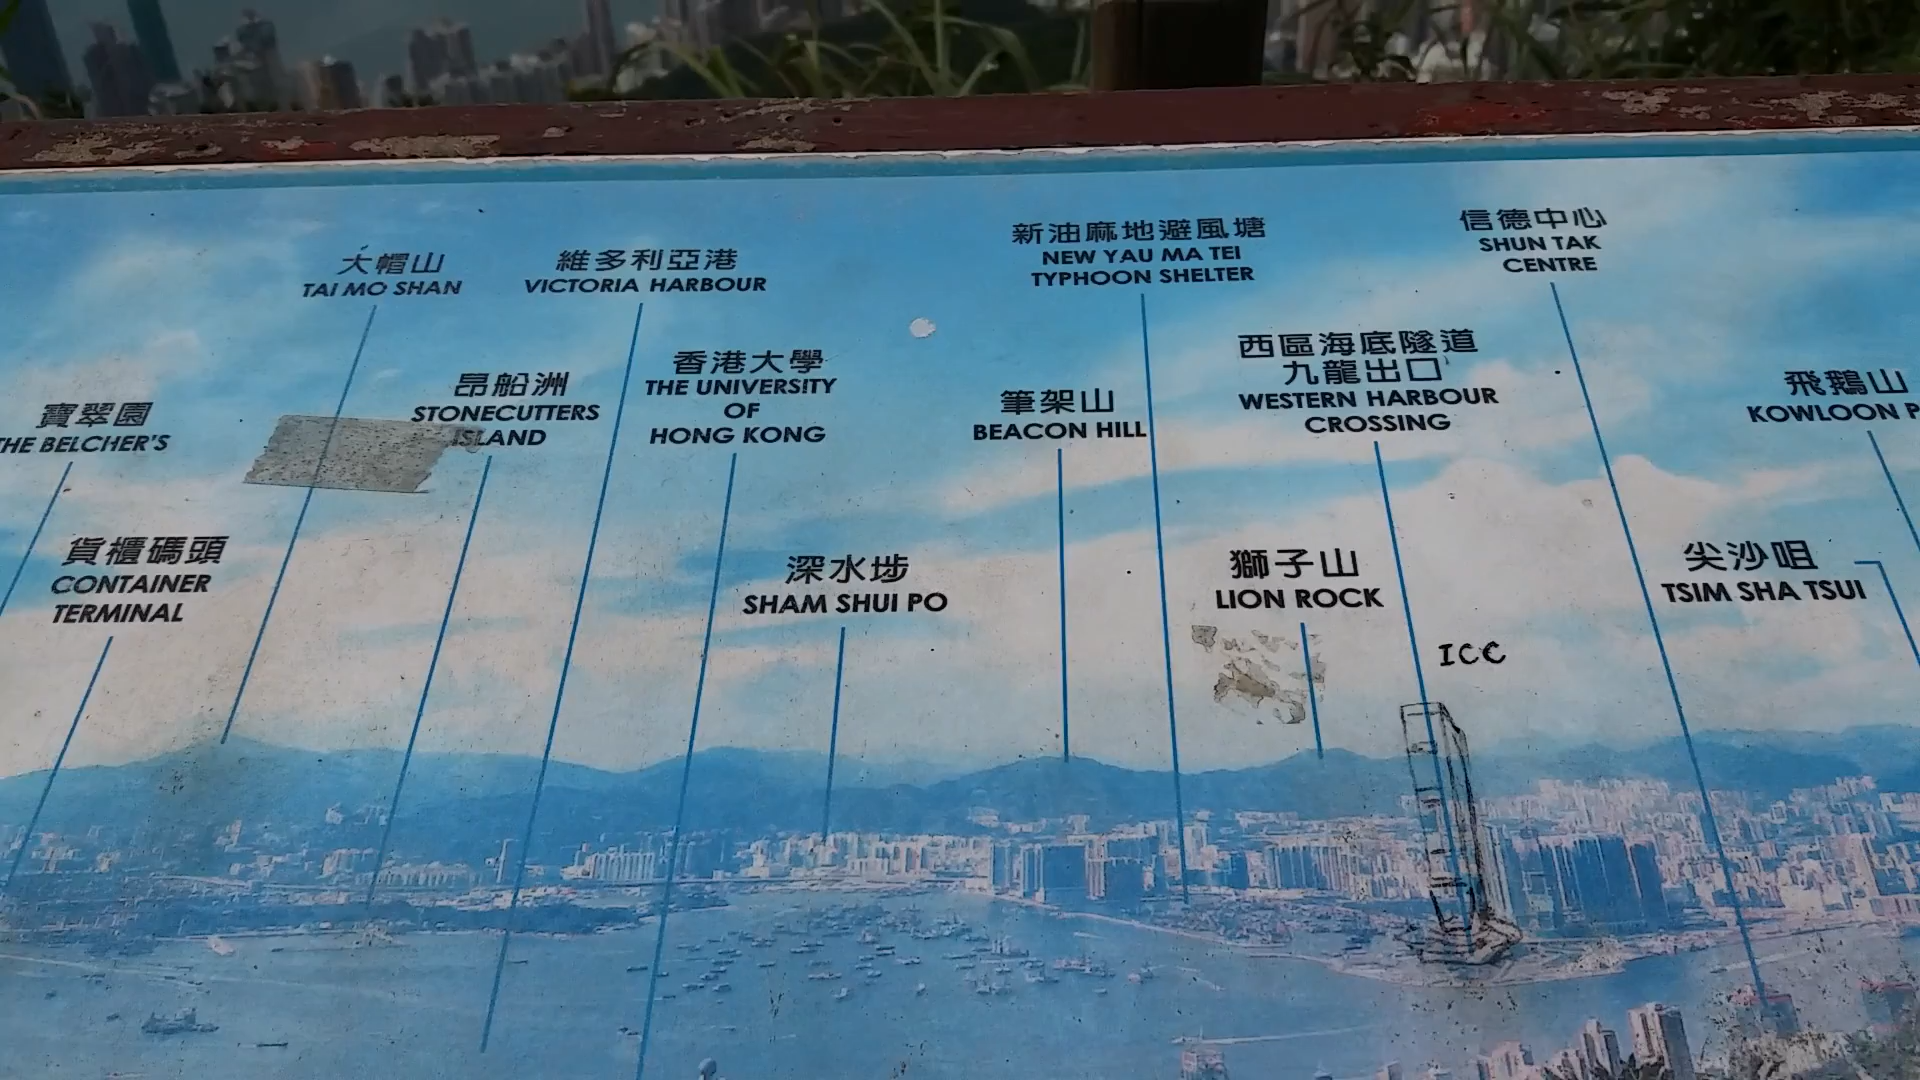 大帽山
TAI MO SHAN
維多利亞港
VICTORIA HARBOUR
新油麻地避風塘
NEW YAU MA TEI
TYPHOON SHELTER
信德中心
SHUN TAK
CENTRE
寶翠園
THE BELCHER'S
昂船洲
STONECUTTERS
ISLAND
香港大學
THE UNIVERSITY
OF
HONG KONG
筆架山
BEACON HILL
西區海底隧道
九龍出口
WESTERN HARBOUR
CROSSING
飛鵝山
KOWLOON P
貨櫃碼頭
CONTAINER
TERMINAL
深水埗
SHAM SHUI PO
獅子山
LION ROCK
ICC
尖沙咀
TSIM SHA TSUI